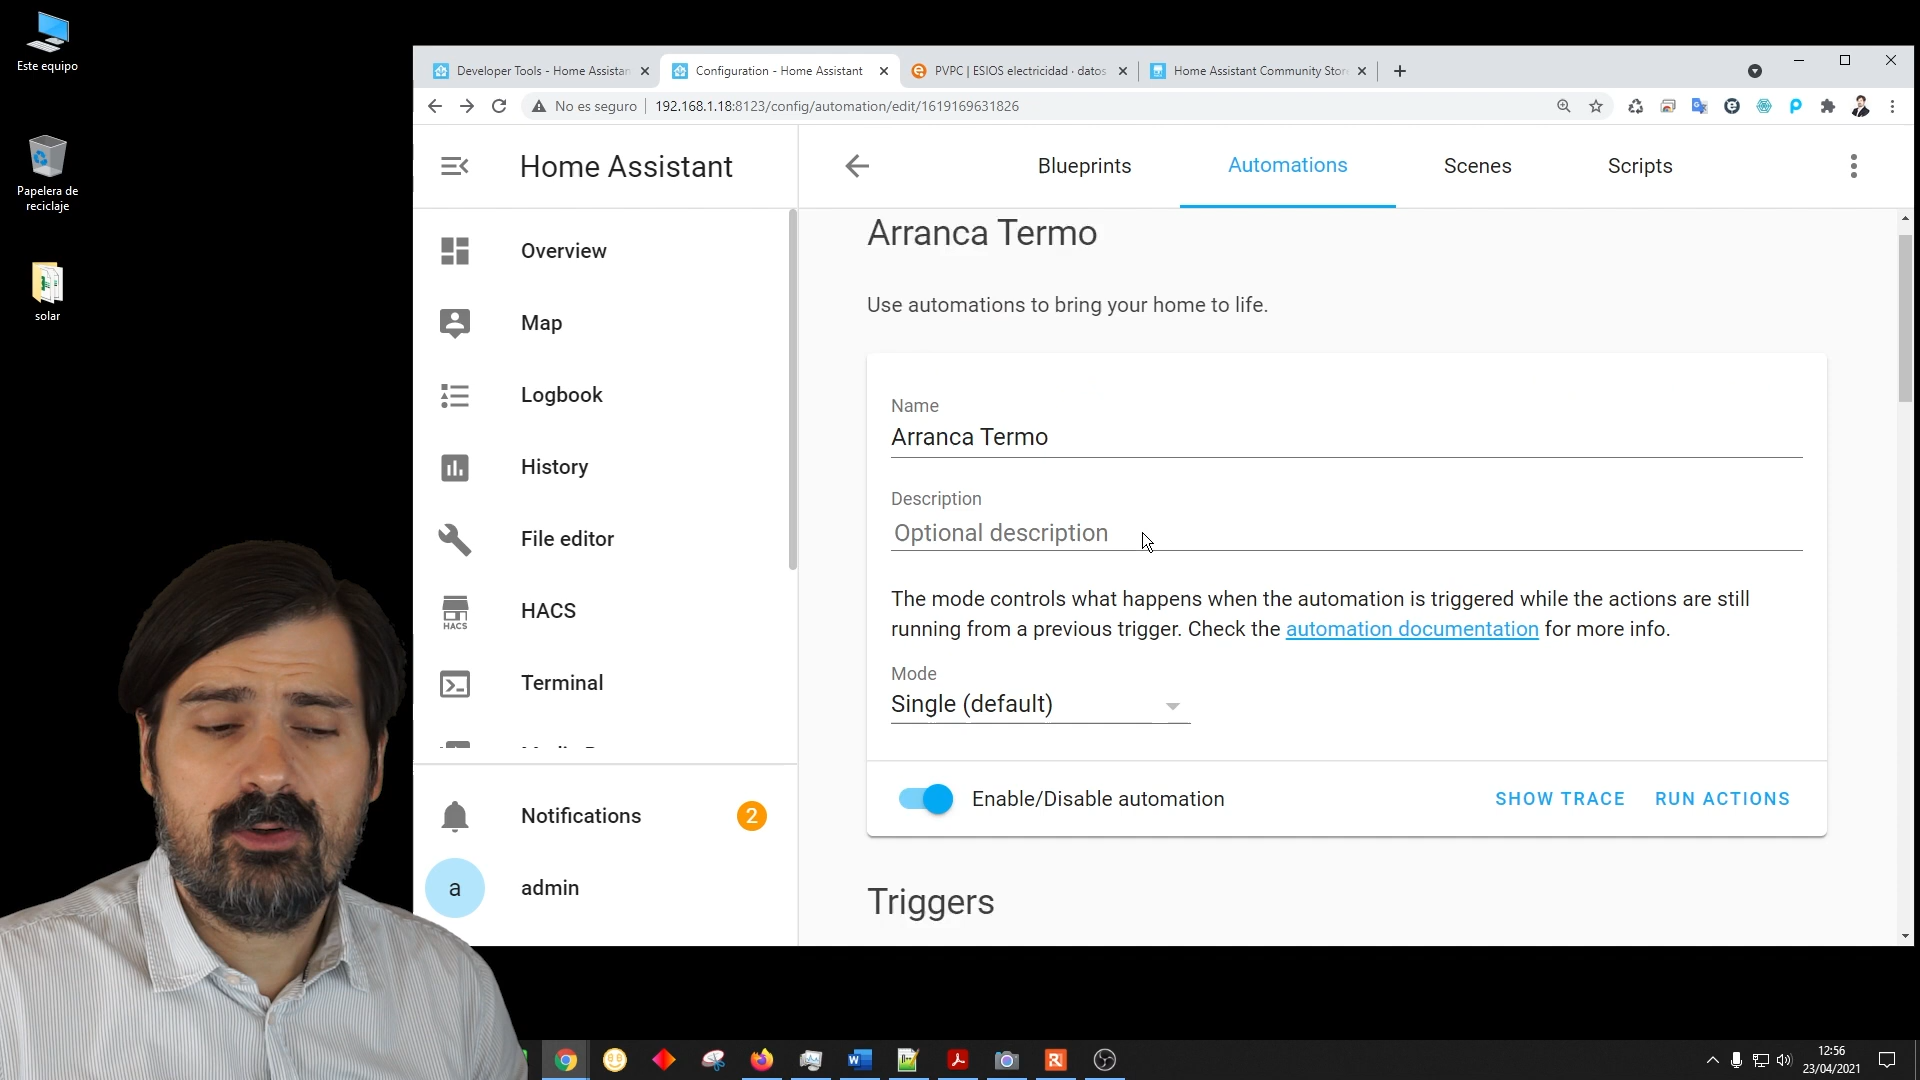 Este equipo
Papelera de
reciclaje
solar
Developer Tools - Home Assistan
Configuration - Home Assistant
PVPC | ESIOS electricidad · datos
Home Assistant Community Store
No es seguro
192.168.1.18:8123/config/automation/edit/1619169631826
Home Assistant
Overview
Map
Logbook
History
File editor
HACS
HACS
Terminal
Notifications
2
a
admin
Blueprints
Automations
Scenes
Scripts
Arranca Termo
Use automations to bring your home to life.
Name
Arranca Termo
Description
Optional description
The mode controls what happens when the automation is triggered while the actions are still
running from a previous trigger. Check the automation documentation for more info.
Mode
Single (default)
Enable/Disable automation
SHOW TRACE
RUN ACTIONS
Triggers
12:56
23/04/2021